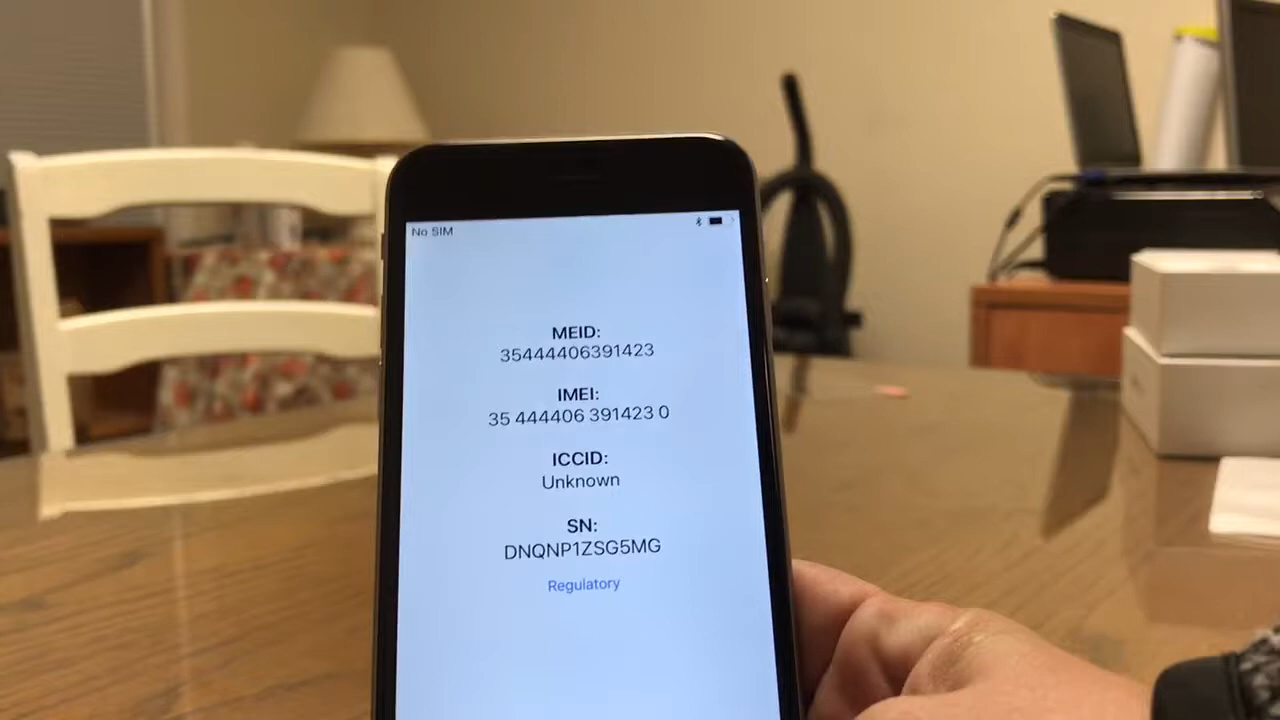 No SIM
MEID:
35444406391423
IMEI:
35 444406 391423 0
ICCID:
Unknown
SN:
DNQNP1ZSG5MG
Regulatory